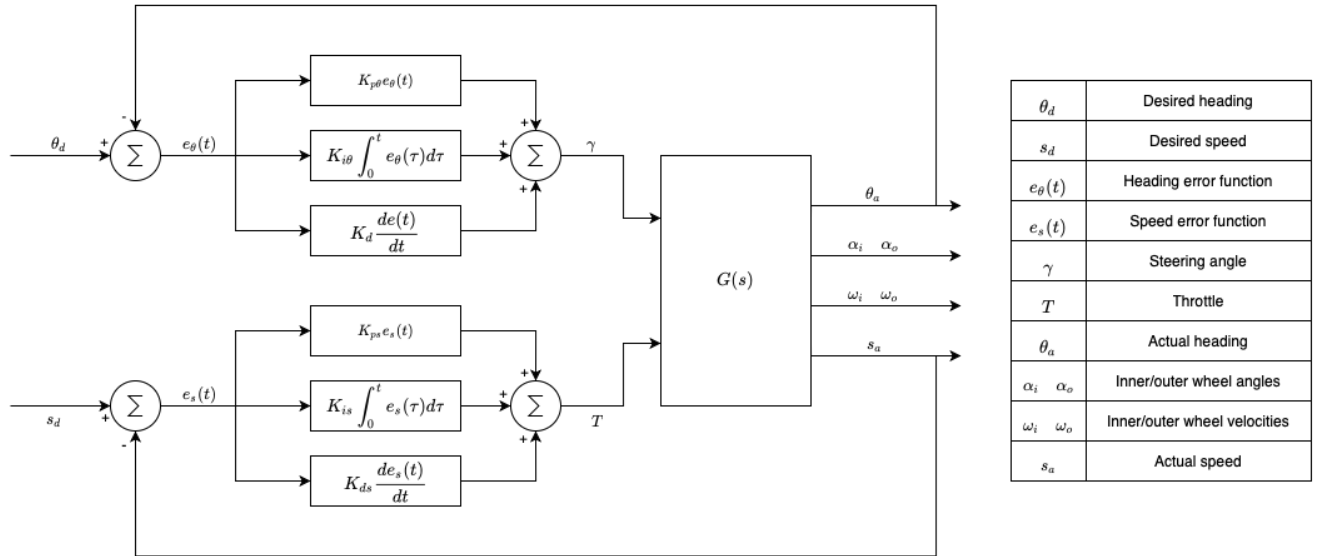 -
θ_d
+
Σ
e_θ(t)
K_{pθ}e_θ(t)
K_{iθ} ∫_0^t e_θ(τ)dτ
K_d de(t)/dt
+
+
+
Σ
γ
s_d
+
-
Σ
e_s(t)
K_{ps}e_s(t)
K_{is} ∫_0^t e_s(τ)dτ
K_{ds} de_s(t)/dt
+
+
+
Σ
T
G(s)
θ_a
α_i α_o
ω_i ω_o
s_a
θ_d Desired heading
s_d Desired speed
e_θ(t) Heading error function
e_s(t) Speed error function
γ Steering angle
T Throttle
θ_a Actual heading
α_i α_o Inner/outer wheel angles
ω_i ω_o Inner/outer wheel velocities
s_a Actual speed